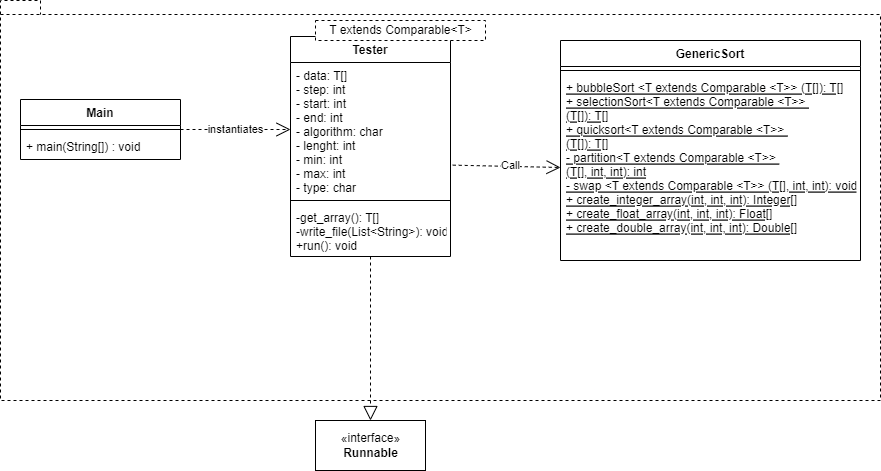 T extends Comparable<T>
Tester
- data: T[]
- step: int
- start: int
- end: int
- algorithm: char
- lenght: int
- min: int
- max: int
- type: char
-get_array(): T[]
-write_file(List<String>): void
+run(): void
Main
+ main(String[]) : void
instantiates
Call
GenericSort
+ bubbleSort <T extends Comparable <T>> (T[]): T[]
+ selectionSort<T extends Comparable <T>>
(T[]): T[]
+ quicksort<T extends Comparable <T>>
(T[]): T[]
- partition<T extends Comparable <T>>
(T[], int, int): int
- swap <T extends Comparable <T>> (T[], int, int): void
+ create_integer_array(int, int, int): Integer[]
+ create_float_array(int, int, int): Float[]
+ create_double_array(int, int, int): Double[]
«interface»
Runnable